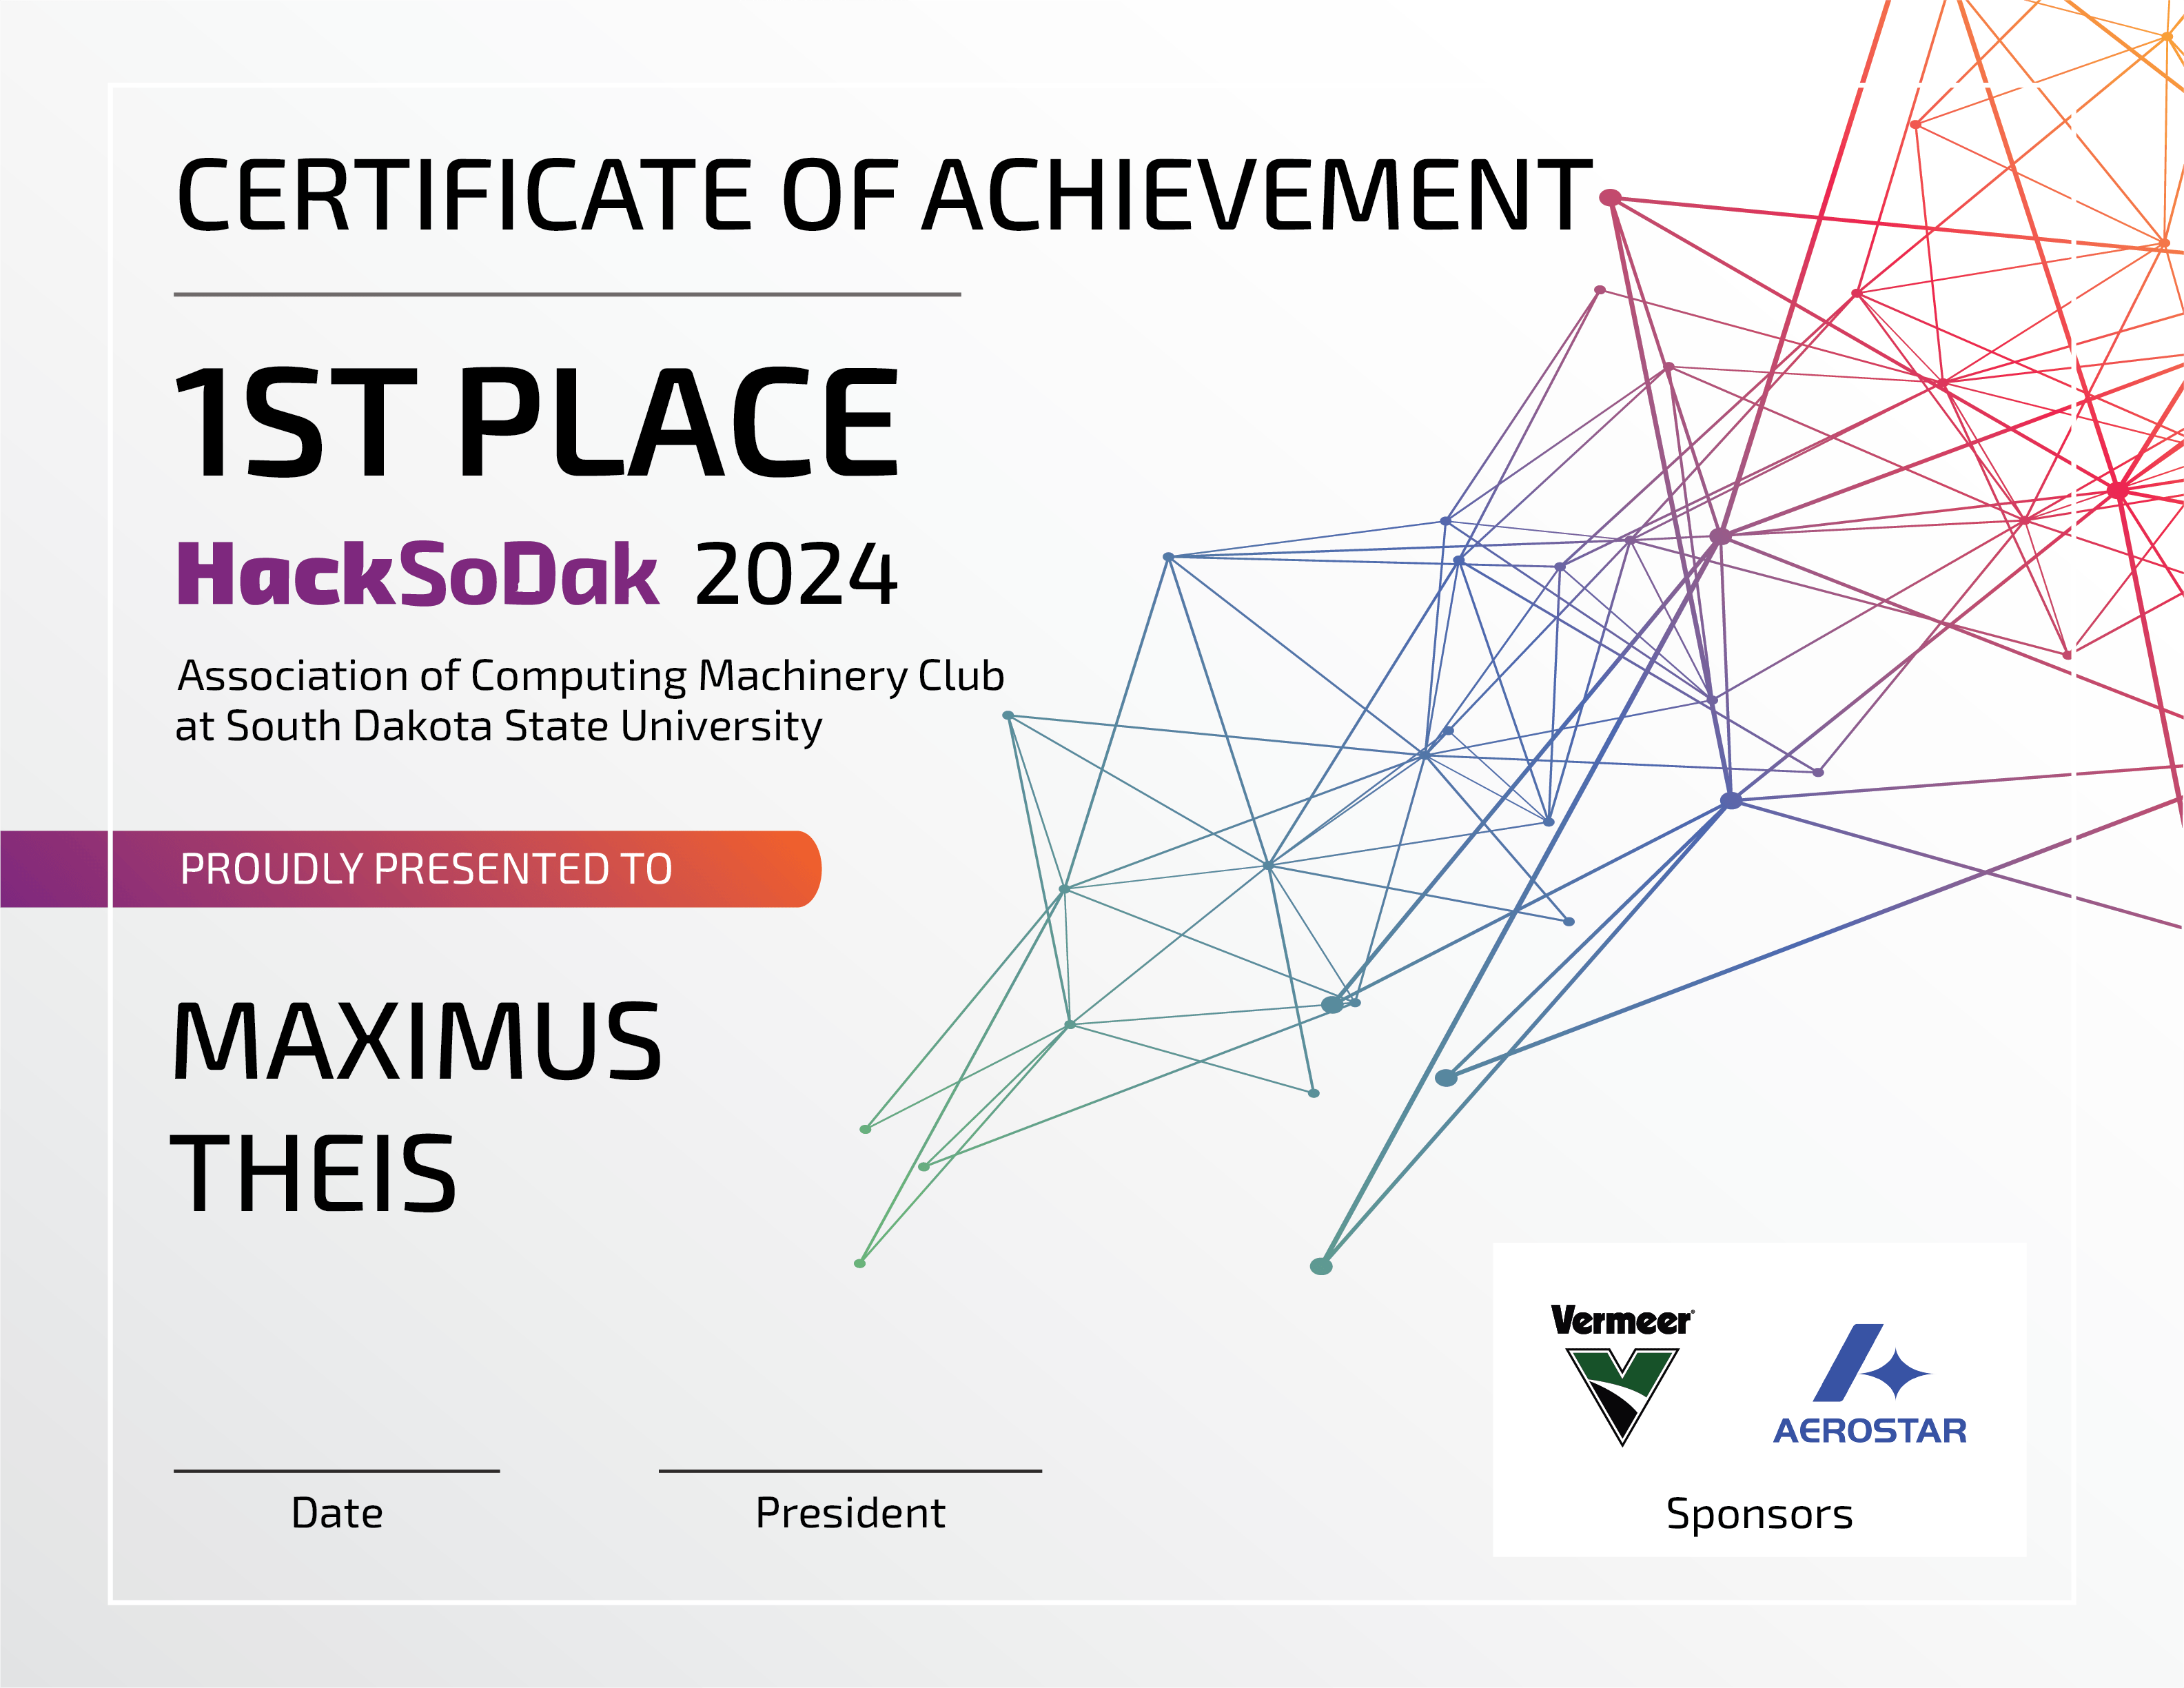 CERTIFICATE OF ACHIEVEMENT
1ST PLACE
HackSoDak 2024
Association of Computing Machinery Club
at South Dakota State University
PROUDLY PRESENTED TO
MAXIMUS
THEIS
Date
President
Vermeer®
AEROSTAR
Sponsors